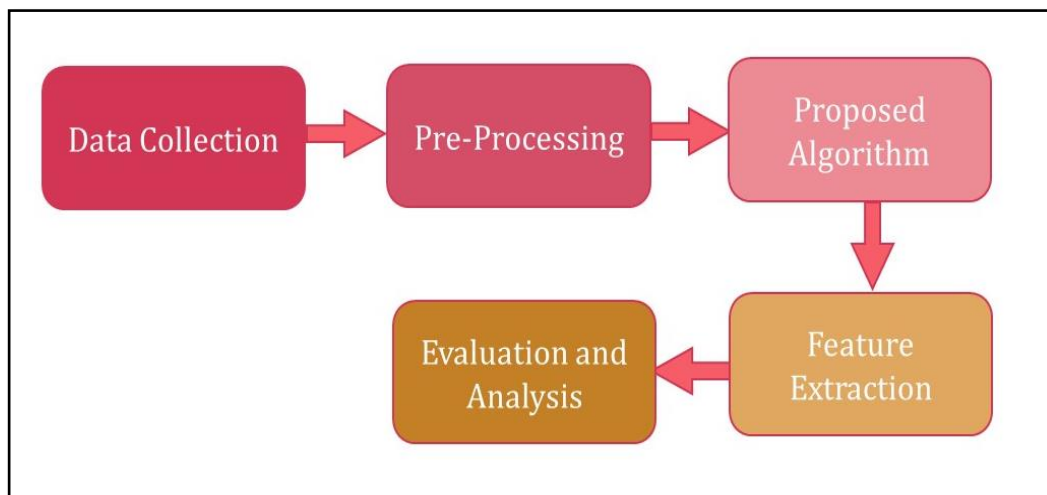 Data Collection
Pre-Processing
Proposed
Algorithm
Feature
Extraction
Evaluation and
Analysis